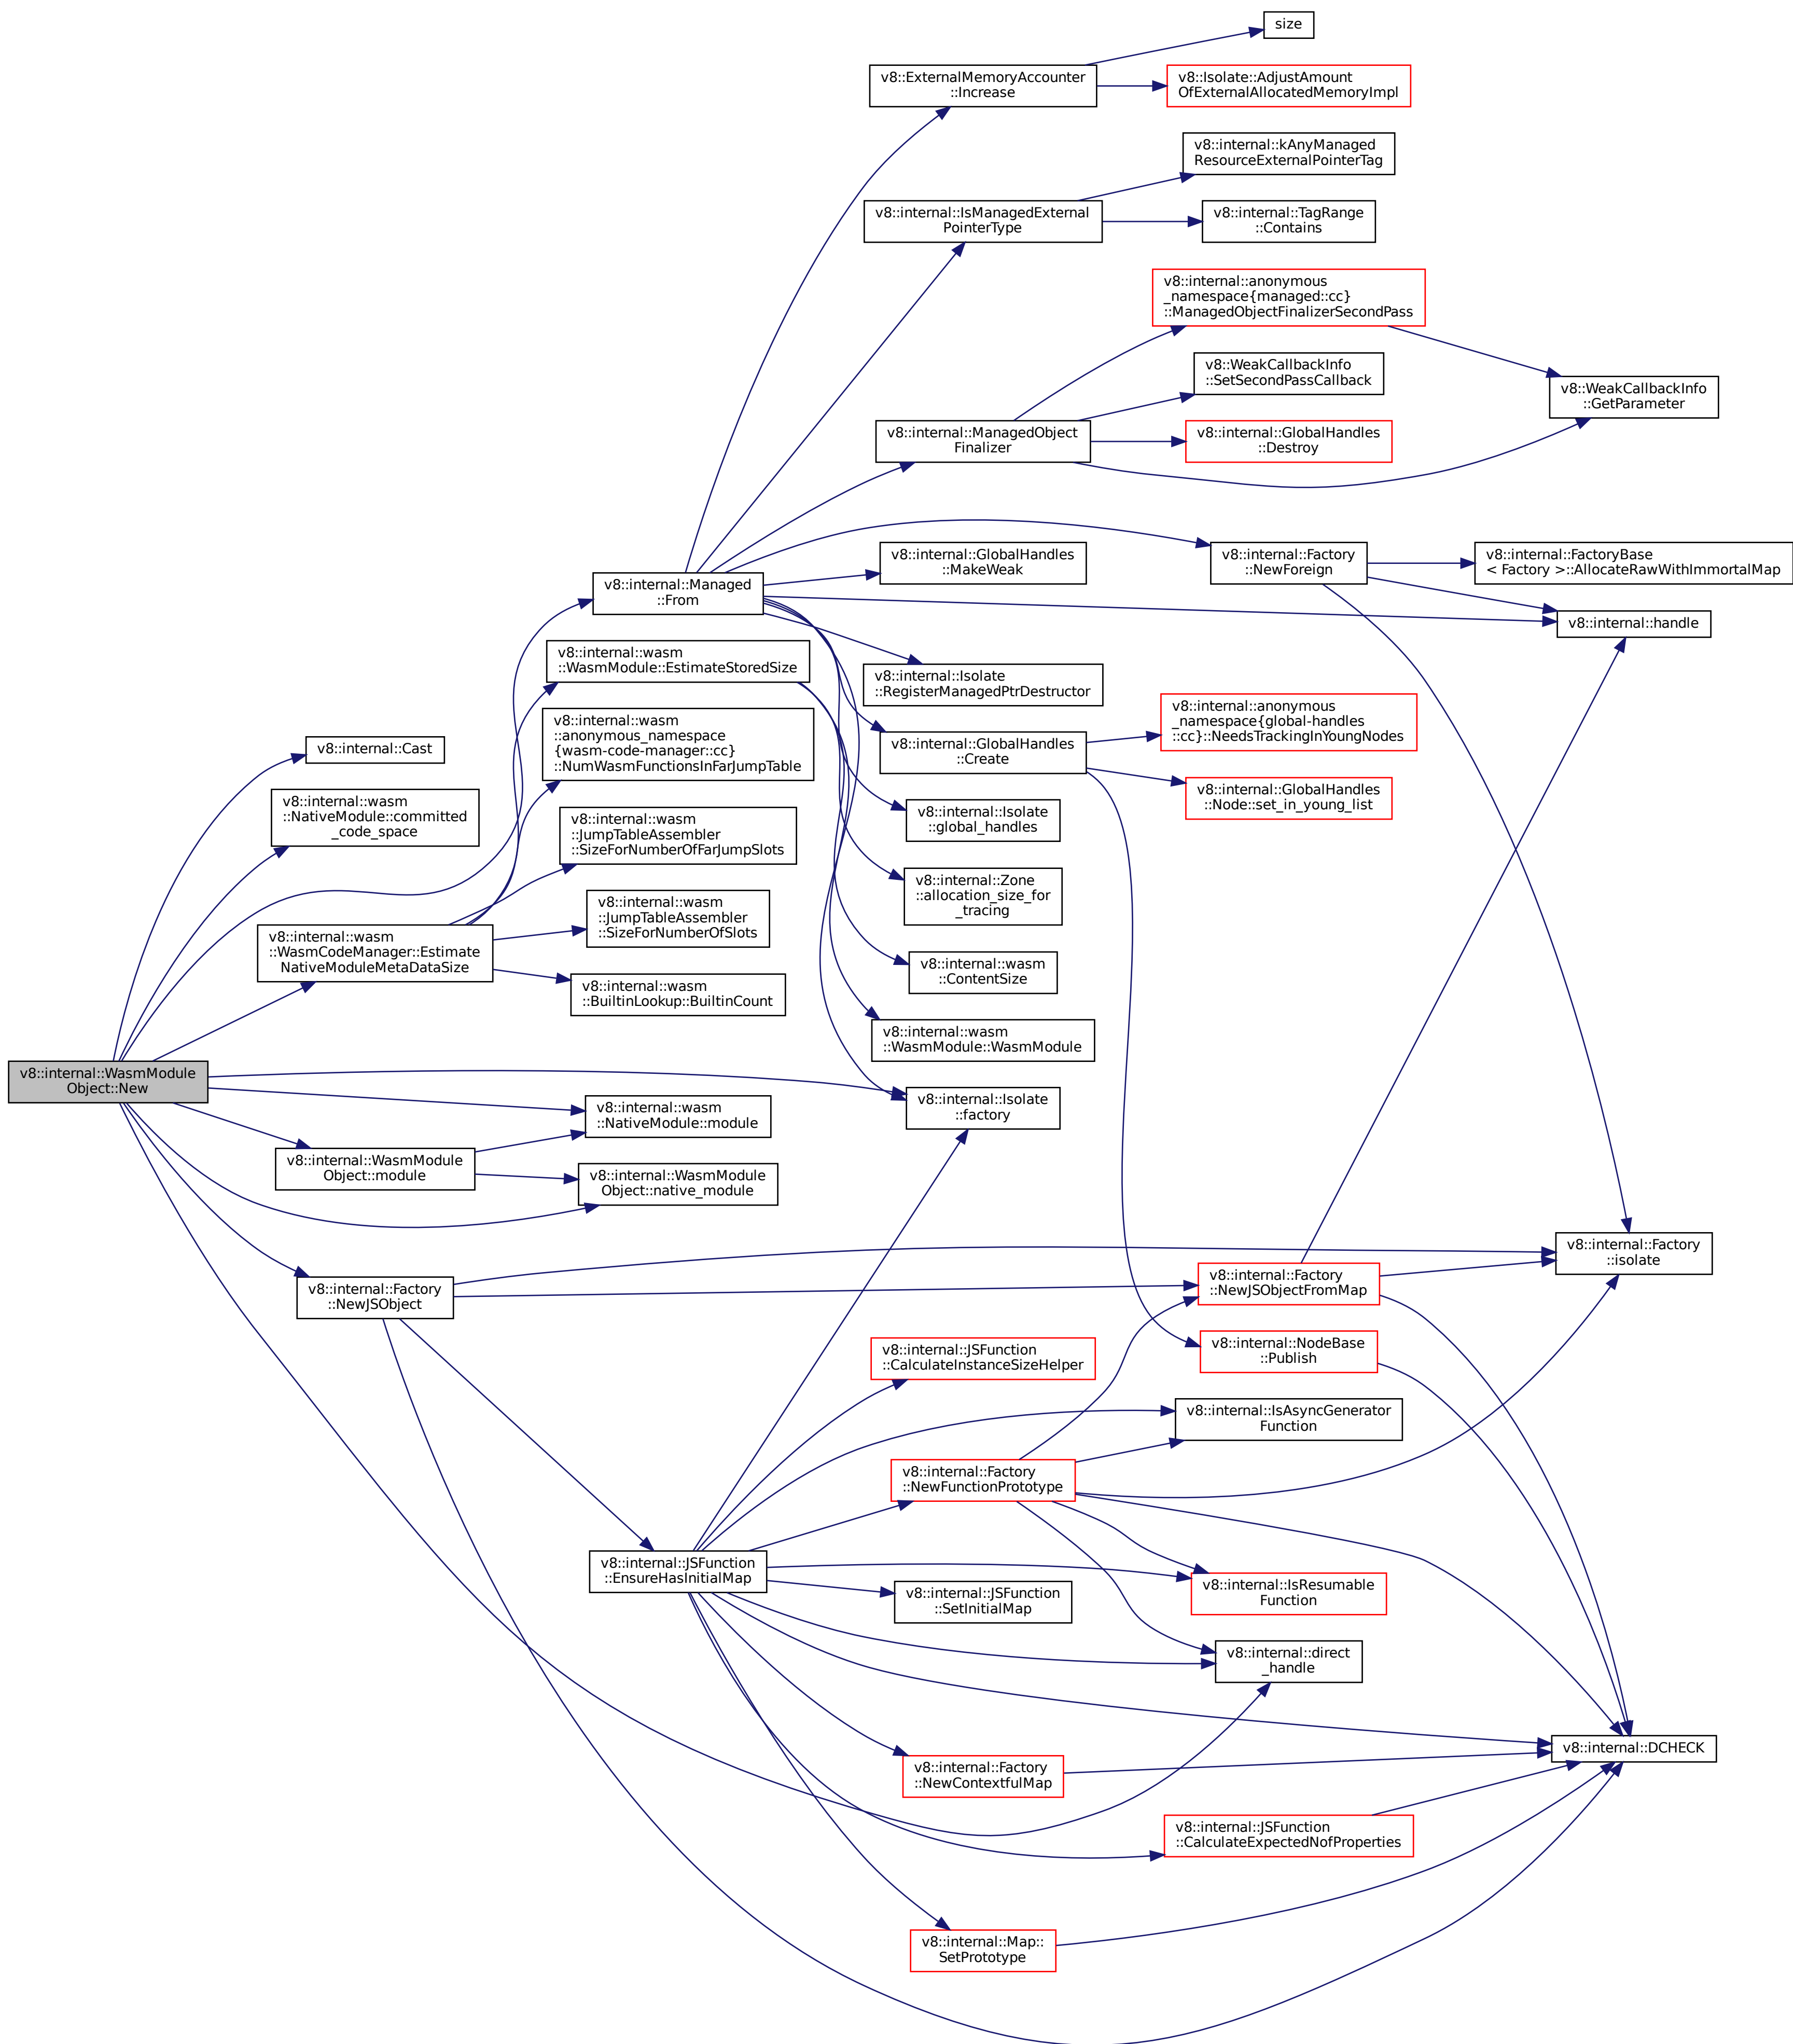 size
v8::ExternalMemoryAccounter
::Increase
v8::Isolate::AdjustAmount
OfExternalAllocatedMemoryImpl
v8::internal::kAnyManaged
ResourceExternalPointerTag
v8::internal::IsManagedExternal
PointerType
v8::internal::TagRange
::Contains
v8::internal::anonymous
_namespace{managed::cc}
::ManagedObjectFinalizerSecondPass
v8::WeakCallbackInfo
::SetSecondPassCallback
v8::WeakCallbackInfo
::GetParameter
v8::internal::ManagedObject
Finalizer
v8::internal::GlobalHandles
::Destroy
v8::internal::GlobalHandles
::MakeWeak
v8::internal::Factory
::NewForeign
v8::internal::FactoryBase
< Factory >::AllocateRawWithImmortalMap
v8::internal::Managed
::From
v8::internal::handle
v8::internal::wasm
::WasmModule::EstimateStoredSize
v8::internal::Isolate
::RegisterManagedPtrDestructor
v8::internal::anonymous
_namespace{global-handles
::cc}::NeedsTrackingInYoungNodes
v8::internal::wasm
::anonymous_namespace
{wasm-code-manager::cc}
::NumWasmFunctionsInFarJumpTable
v8::internal::Cast
v8::internal::GlobalHandles
::Create
v8::internal::GlobalHandles
::Node::set_in_young_list
v8::internal::wasm
::NativeModule::committed
_code_space
v8::internal::Isolate
::global_handles
v8::internal::wasm
::JumpTableAssembler
::SizeForNumberOfFarJumpSlots
v8::internal::Zone
::allocation_size_for
_tracing
v8::internal::wasm
::JumpTableAssembler
::SizeForNumberOfSlots
v8::internal::wasm
::WasmCodeManager::Estimate
NativeModuleMetaDataSize
v8::internal::wasm
::ContentSize
v8::internal::wasm
::BuiltinLookup::BuiltinCount
v8::internal::wasm
::WasmModule::WasmModule
v8::internal::WasmModule
Object::New
v8::internal::Isolate
::factory
v8::internal::wasm
::NativeModule::module
v8::internal::WasmModule
Object::module
v8::internal::WasmModule
Object::native_module
v8::internal::Factory
::isolate
v8::internal::Factory
::NewJSObject
v8::internal::Factory
::NewJSObjectFromMap
v8::internal::NodeBase
::Publish
v8::internal::JSFunction
::CalculateInstanceSizeHelper
v8::internal::IsAsyncGenerator
Function
v8::internal::Factory
::NewFunctionPrototype
v8::internal::JSFunction
::EnsureHasInitialMap
v8::internal::IsResumable
Function
v8::internal::JSFunction
::SetInitialMap
v8::internal::direct
_handle
v8::internal::DCHECK
v8::internal::Factory
::NewContextfulMap
v8::internal::JSFunction
::CalculateExpectedNofProperties
v8::internal::Map::
SetPrototype